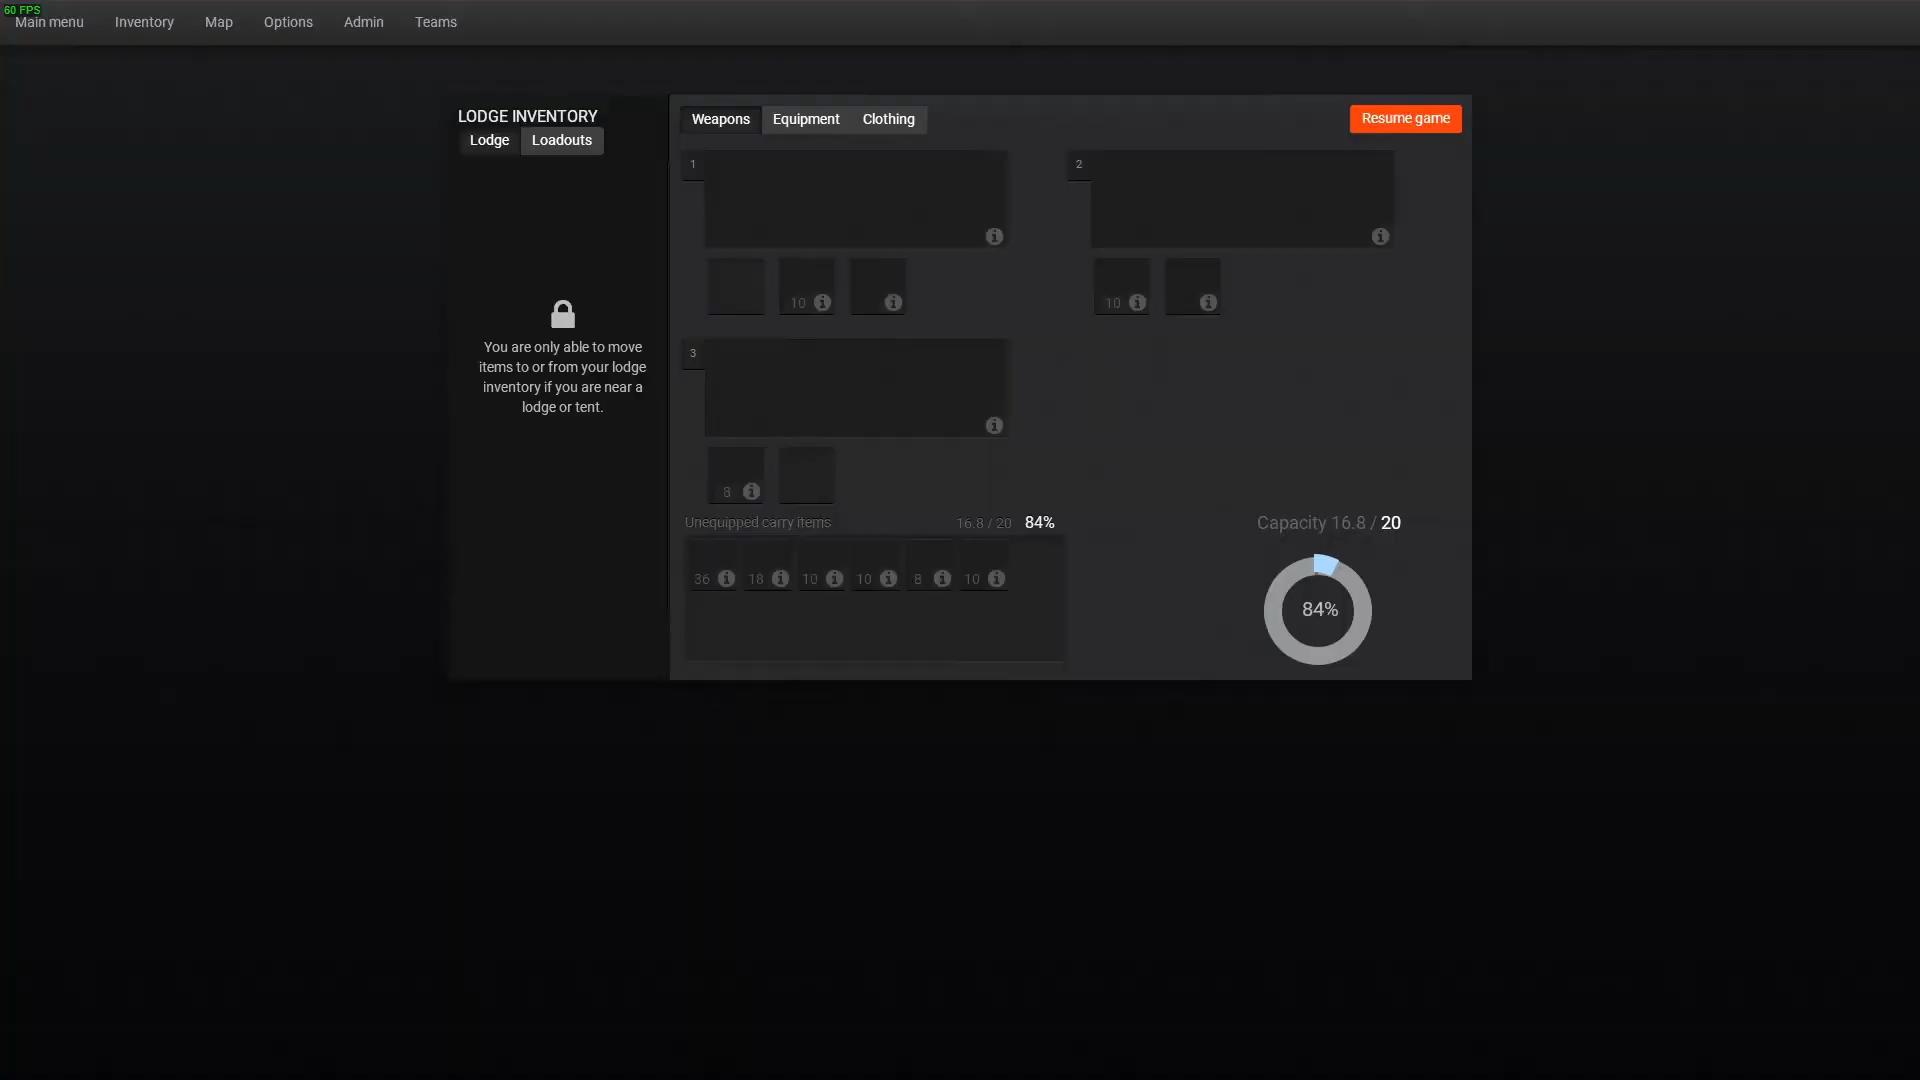 60 FPS
Main menu Inventory Map Options Admin Teams
LODGE INVENTORY
Lodge Loadouts
You are only able to move
items to or from your lodge
inventory if you are near a
lodge or tent.
Weapons Equipment Clothing
Resume game
1
2
10
10
3
8
Unequipped carry items 16.8 / 20 84%
36 18 10 10 8 10
Capacity 16.8 / 20
84%